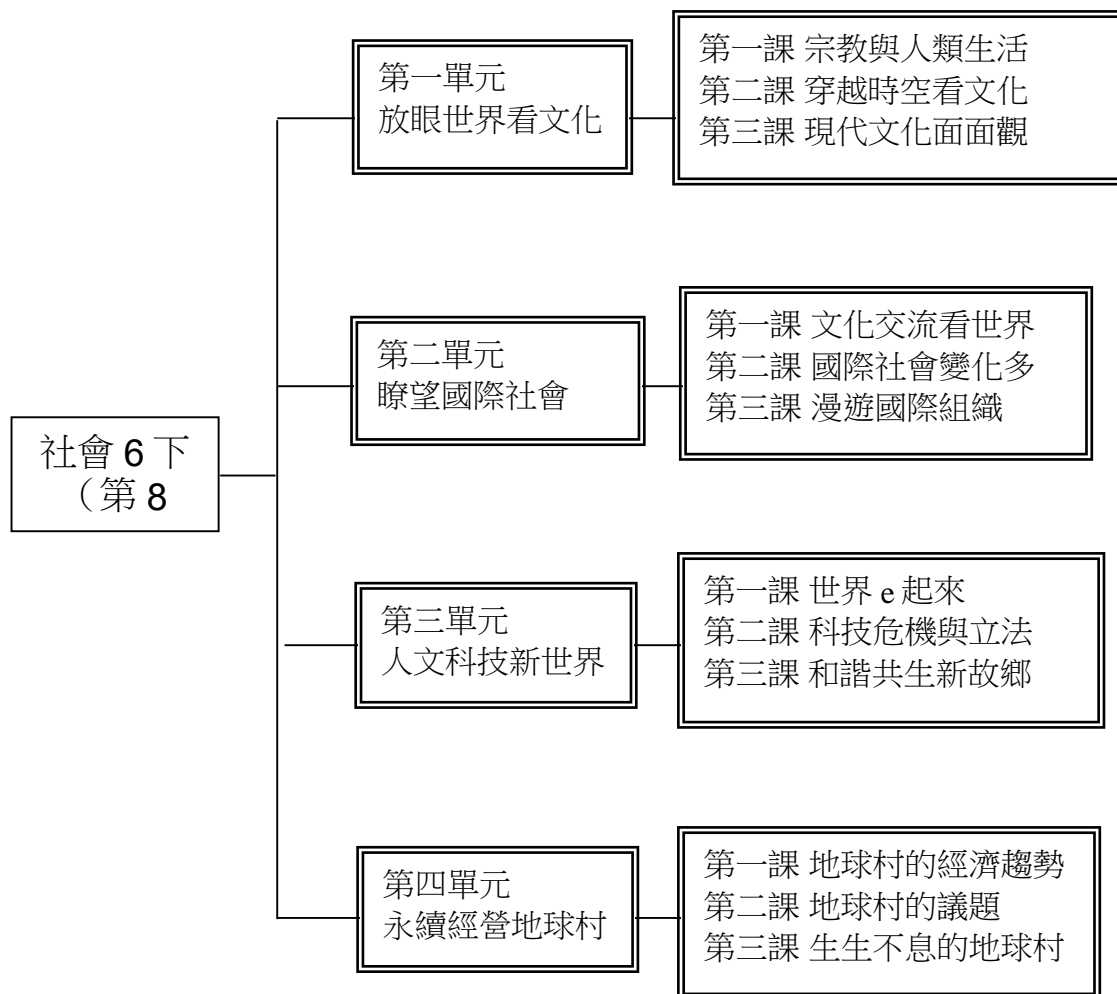 第一單元
放眼世界看文化
第一課 宗教與人類生活
第二課 穿越時空看文化
第三課 現代文化面面觀
第二單元
瞭望國際社會
第一課 文化交流看世界
第二課 國際社會變化多
第三課 漫遊國際組織
社會 6 下
（第 8
第三單元
人文科技新世界
第一課 世界 e 起來
第二課 科技危機與立法
第三課 和諧共生新故鄉
第四單元
永續經營地球村
第一課 地球村的經濟趨勢
第二課 地球村的議題
第三課 生生不息的地球村